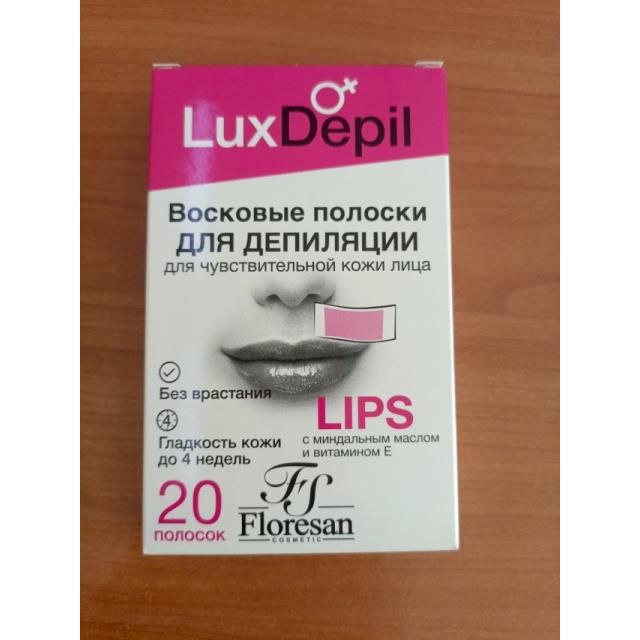 LuxDepil
Восковые полоски
ДЛЯ ДЕПИЛЯЦИИ
для чувствительной кожи лица
Без врастания
4
Гладкость кожи
до 4 недель
LIPS
с миндальным маслом
и витамином Е
20
полосок
FS
Floresan
COSMETIC